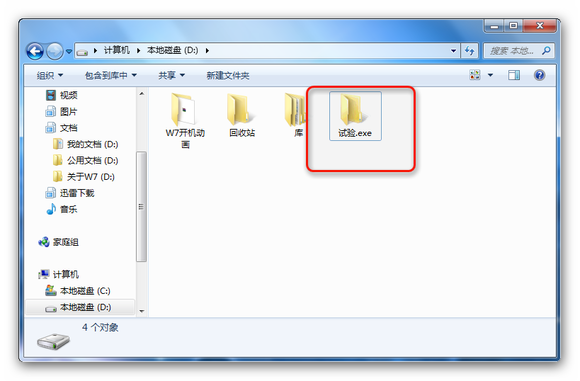 计算机 ▸ 本地磁盘 (D:) ▸
搜索 本地...
组织 包含到库中 共享 新建文件夹
视频
图片
文档
我的文档 (D:)
公用文档 (D:)
关于W7 (D:)
迅雷下载
音乐
家庭组
计算机
本地磁盘 (C:)
本地磁盘 (D:)
W7开机动
画
回收站
库
试验.exe
4 个对象